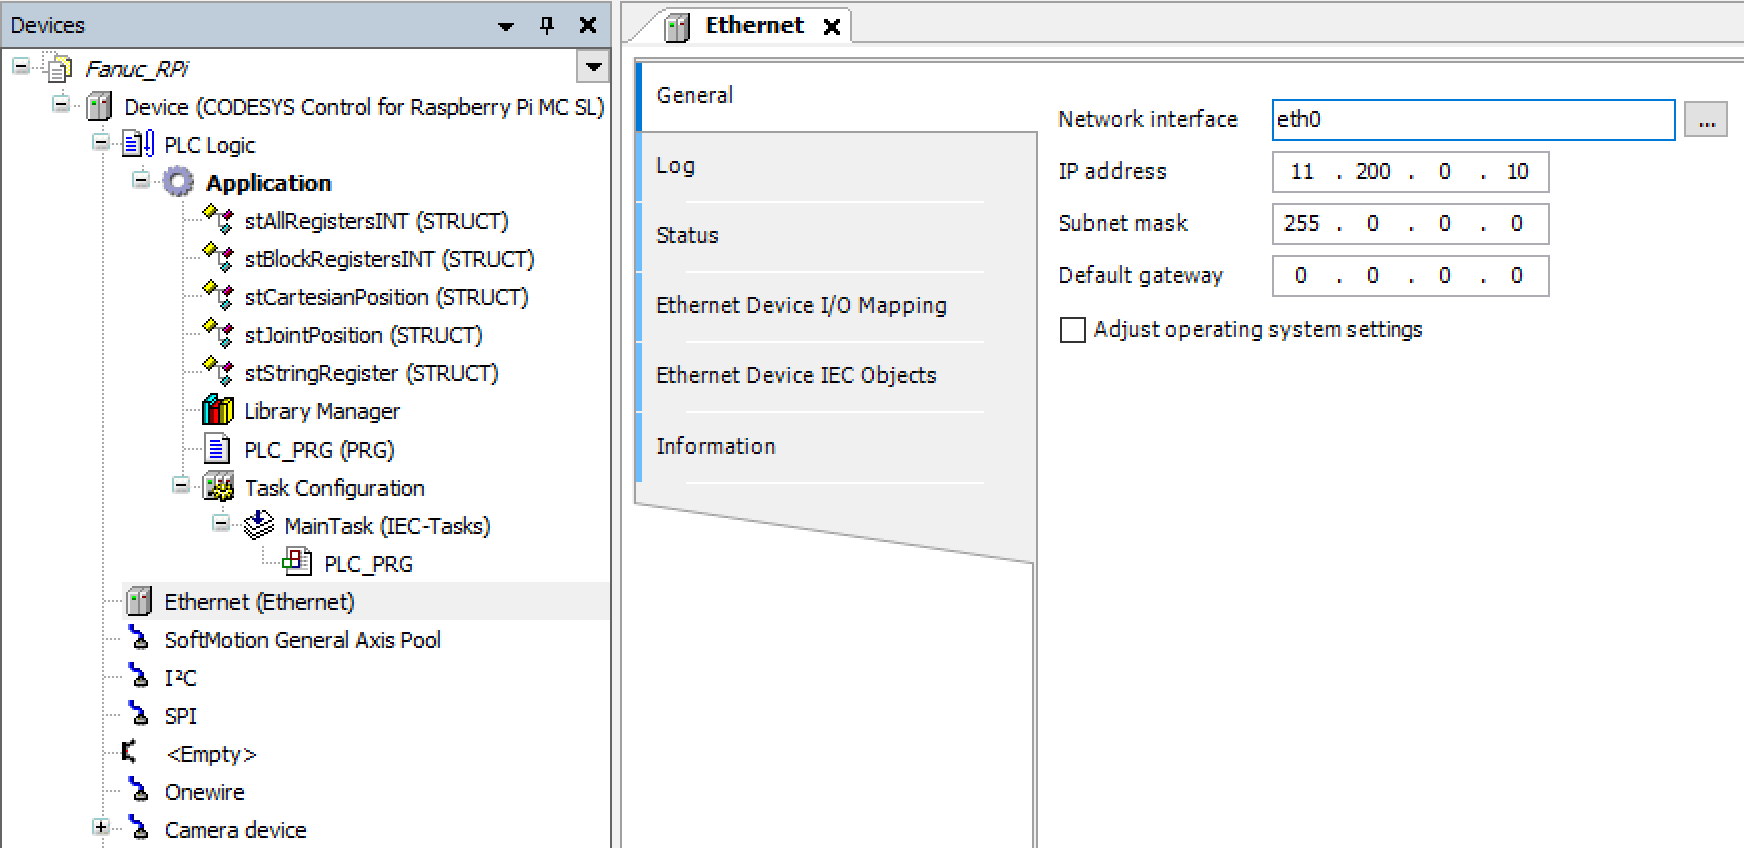 Devices
Fanuc_RPi
Device (CODESYS Control for Raspberry Pi MC SL)
PLC Logic
Application
stAllRegistersINT (STRUCT)
stBlockRegistersINT (STRUCT)
stCartesianPosition (STRUCT)
stJointPosition (STRUCT)
stStringRegister (STRUCT)
Library Manager
PLC_PRG (PRG)
Task Configuration
MainTask (IEC-Tasks)
PLC_PRG
Ethernet (Ethernet)
SoftMotion General Axis Pool
I²C
SPI
<Empty>
Onewire
Camera device
Ethernet
General
Log
Status
Ethernet Device I/O Mapping
Ethernet Device IEC Objects
Information
Network interface eth0 ...
IP address 11 . 200 . 0 . 10
Subnet mask 255 . 0 . 0 . 0
Default gateway 0 . 0 . 0 . 0
Adjust operating system settings